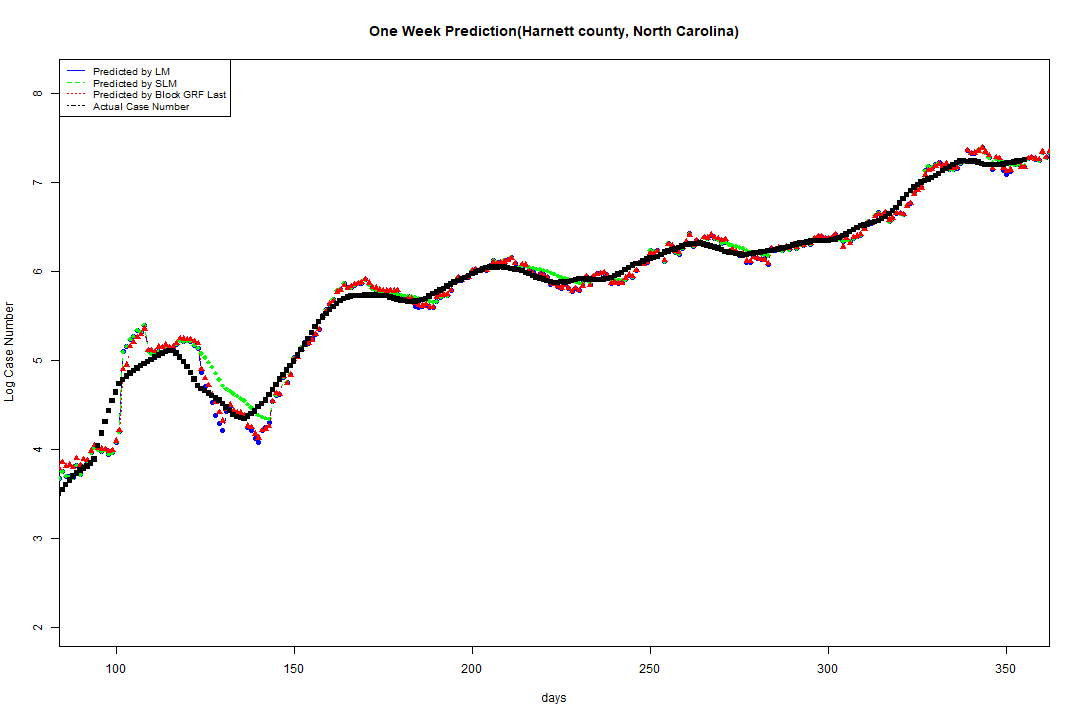 One Week Prediction(Harnett county, North Carolina)
Predicted by LM
Predicted by SLM
Predicted by Block GRF Last
Actual Case Number
8
7
6
5
4
3
2
Log Case Number
100 150 200 250 300 350
days